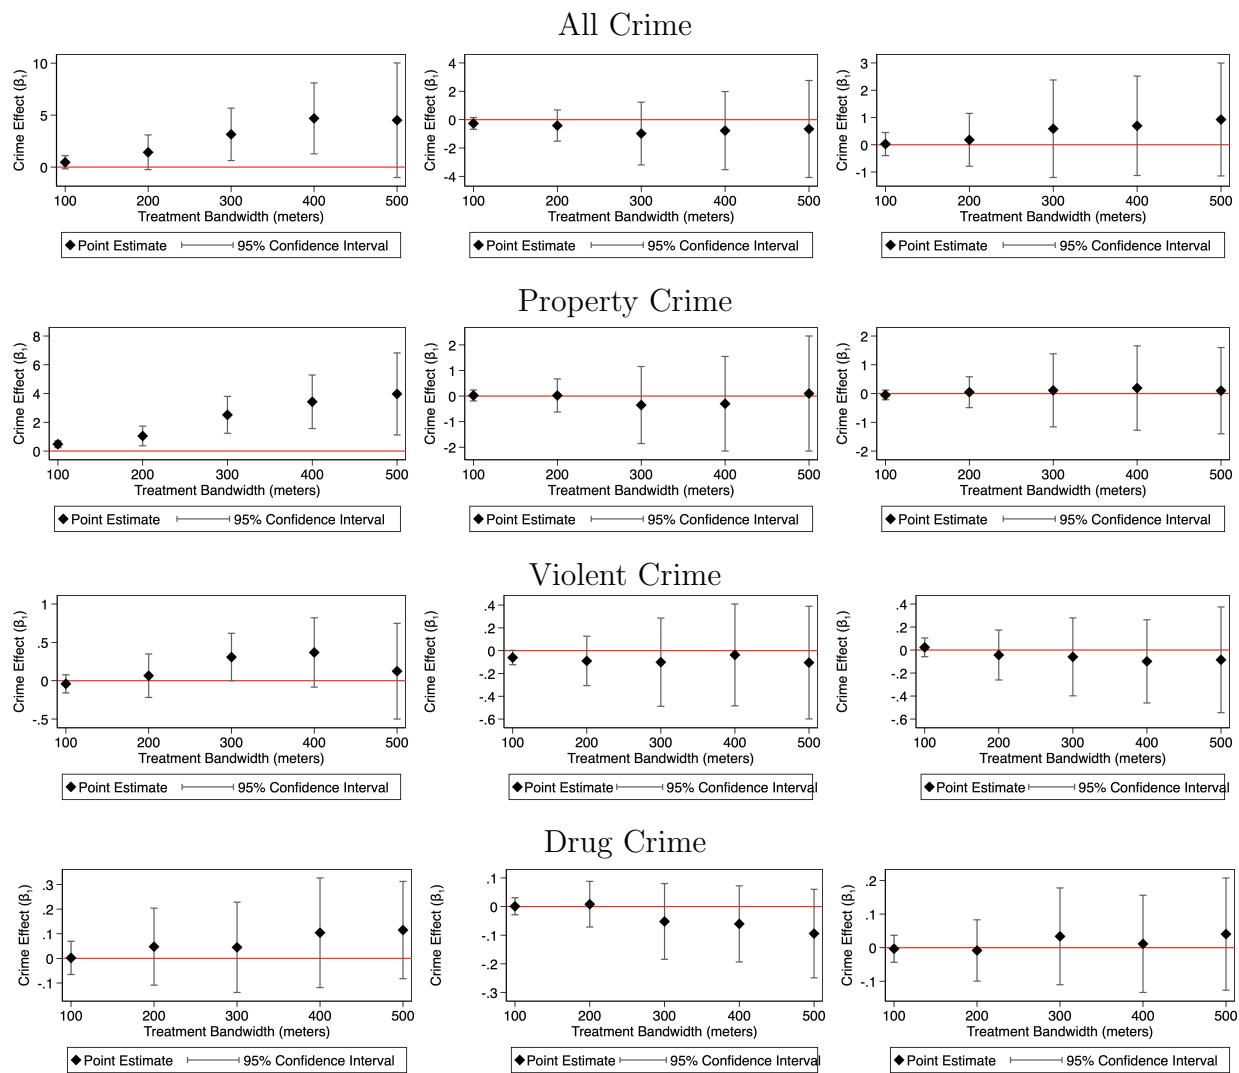 All Crime
Crime Effect (β₁)
10
5
0
100 200 300 400 500
Treatment Bandwidth (meters)
Point Estimate 95% Confidence Interval
Crime Effect (β₁)
4
2
0
-2
-4
100 200 300 400 500
Treatment Bandwidth (meters)
Point Estimate 95% Confidence Interval
Crime Effect (β₁)
3
2
1
0
-1
100 200 300 400 500
Treatment Bandwidth (meters)
Point Estimate 95% Confidence Interval
Property Crime
Crime Effect (β₁)
8
6
4
2
0
100 200 300 400 500
Treatment Bandwidth (meters)
Point Estimate 95% Confidence Interval
Crime Effect (β₁)
2
1
0
-1
-2
100 200 300 400 500
Treatment Bandwidth (meters)
Point Estimate 95% Confidence Interval
Crime Effect (β₁)
2
1
0
-1
-2
100 200 300 400 500
Treatment Bandwidth (meters)
Point Estimate 95% Confidence Interval
Violent Crime
Crime Effect (β₁)
1
.5
0
-.5
100 200 300 400 500
Treatment Bandwidth (meters)
Point Estimate 95% Confidence Interval
Crime Effect (β₁)
.4
.2
0
-.2
-.4
-.6
100 200 300 400 500
Treatment Bandwidth (meters)
Point Estimate 95% Confidence Interval
Crime Effect (β₁)
.4
.2
0
-.2
-.4
-.6
100 200 300 400 500
Treatment Bandwidth (meters)
Point Estimate 95% Confidence Interval
Drug Crime
Crime Effect (β₁)
.3
.2
.1
0
-.1
100 200 300 400 500
Treatment Bandwidth (meters)
Point Estimate 95% Confidence Interval
Crime Effect (β₁)
.1
0
-.1
-.2
-.3
100 200 300 400 500
Treatment Bandwidth (meters)
Point Estimate 95% Confidence Interval
Crime Effect (β₁)
.2
.1
0
-.1
100 200 300 400 500
Treatment Bandwidth (meters)
Point Estimate 95% Confidence Interval